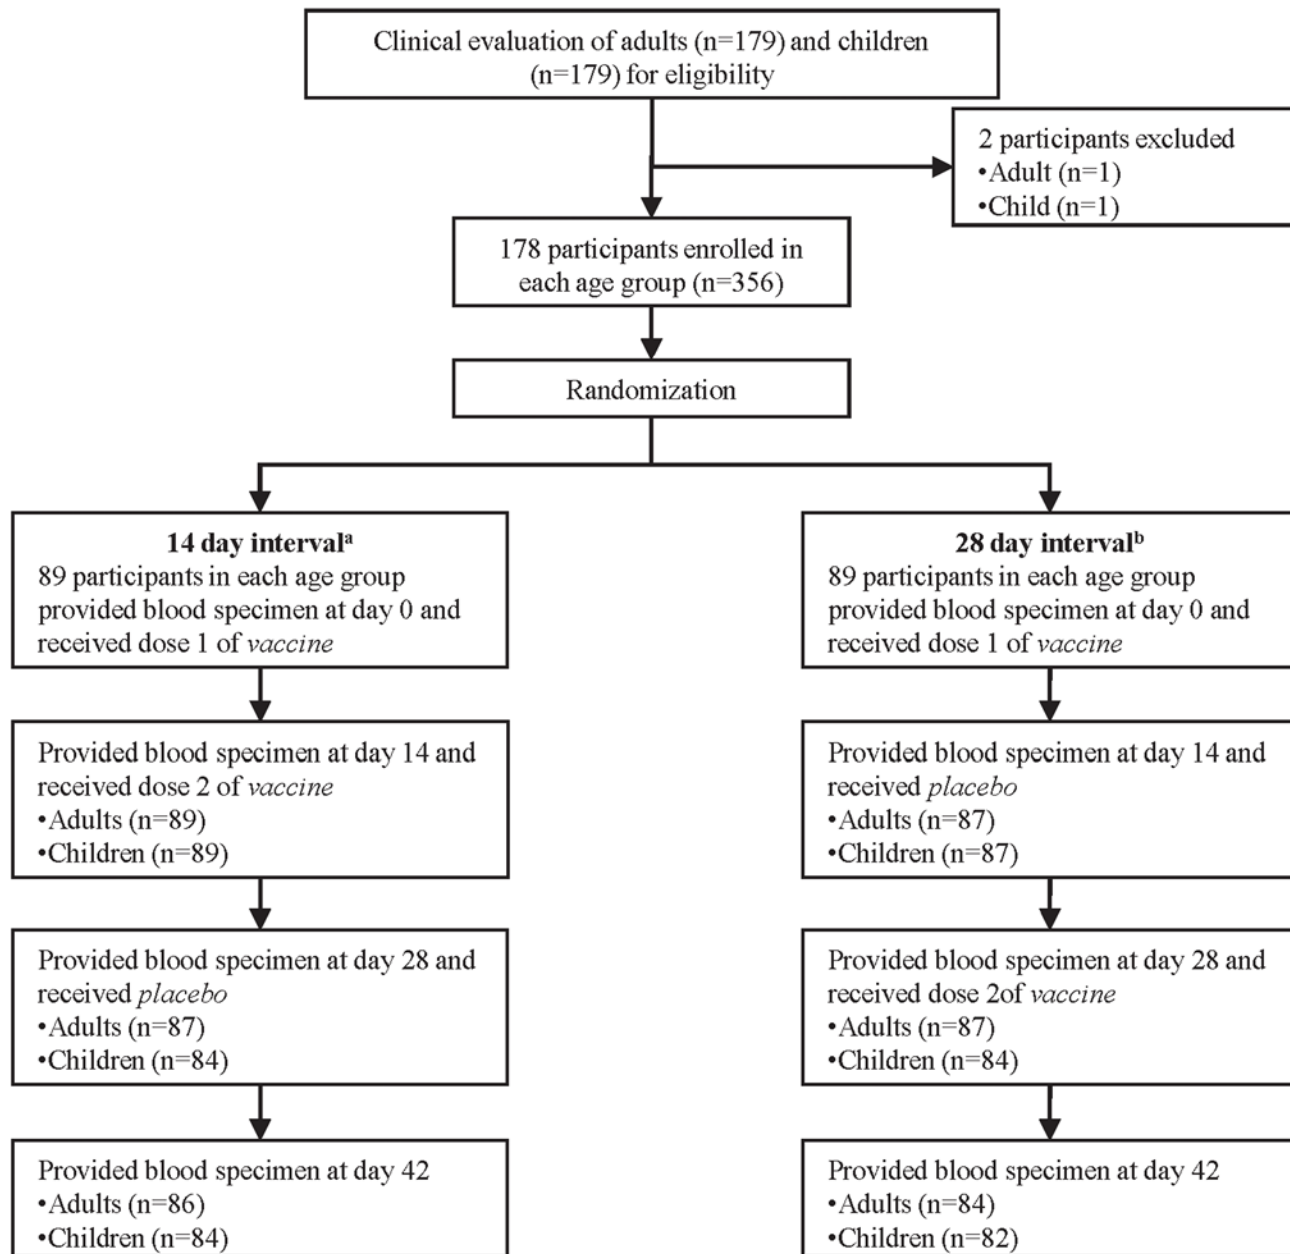 Clinical evaluation of adults (n=179) and children
(n=179) for eligibility
2 participants excluded
•Adult (n=1)
•Child (n=1)
178 participants enrolled in
each age group (n=356)
Randomization
14 day intervalᵃ
89 participants in each age group
provided blood specimen at day 0 and
received dose 1 of vaccine
28 day intervalᵇ
89 participants in each age group
provided blood specimen at day 0 and
received dose 1 of vaccine
Provided blood specimen at day 14 and
received dose 2 of vaccine
•Adults (n=89)
•Children (n=89)
Provided blood specimen at day 14 and
received placebo
•Adults (n=87)
•Children (n=87)
Provided blood specimen at day 28 and
received placebo
•Adults (n=87)
•Children (n=84)
Provided blood specimen at day 28 and
received dose 2of vaccine
•Adults (n=87)
•Children (n=84)
Provided blood specimen at day 42
•Adults (n=86)
•Children (n=84)
Provided blood specimen at day 42
•Adults (n=84)
•Children (n=82)